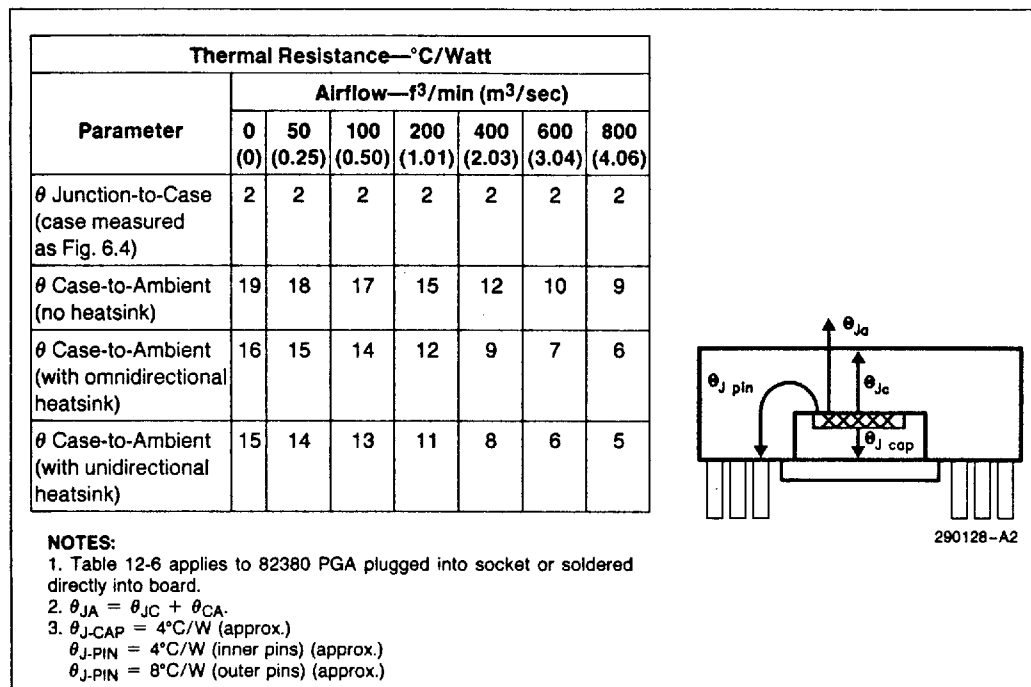 Thermal Resistance—°C/Watt
Parameter
Airflow—f³/min (m³/sec)
0 50 100 200 400 600 800
(0) (0.25) (0.50) (1.01) (2.03) (3.04) (4.06)
θ Junction-to-Case 2 2 2 2 2 2 2
(case measured
as Fig. 6.4)
θ Case-to-Ambient 19 18 17 15 12 10 9
(no heatsink)
θ Case-to-Ambient 16 15 14 12 9 7 6
(with omnidirectional
heatsink)
θ Case-to-Ambient 15 14 13 11 8 6 5
(with unidirectional
heatsink)
NOTES:
1. Table 12-6 applies to 82380 PGA plugged into socket or soldered
directly into board.
2. θJA = θJC + θCA.
3. θJ-CAP = 4°C/W (approx.)
θJ-PIN = 4°C/W (inner pins) (approx.)
θJ-PIN = 8°C/W (outer pins) (approx.)
θJa
θJ pin
θJc
θJ cap
290128–A2